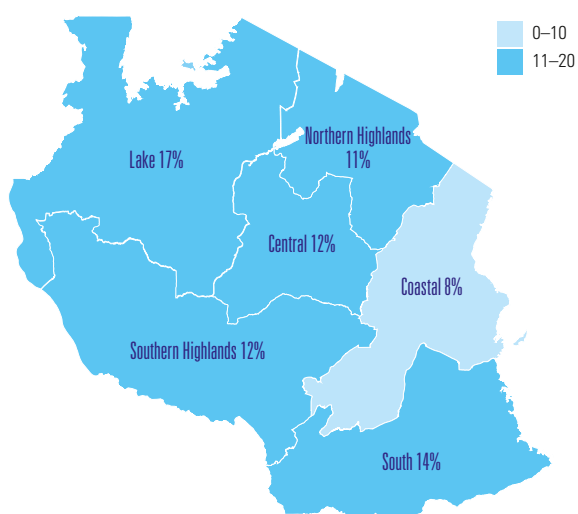 0–10
11–20
Northern Highlands
11%
Lake 17%
Central 12%
Coastal 8%
Southern Highlands 12%
South 14%